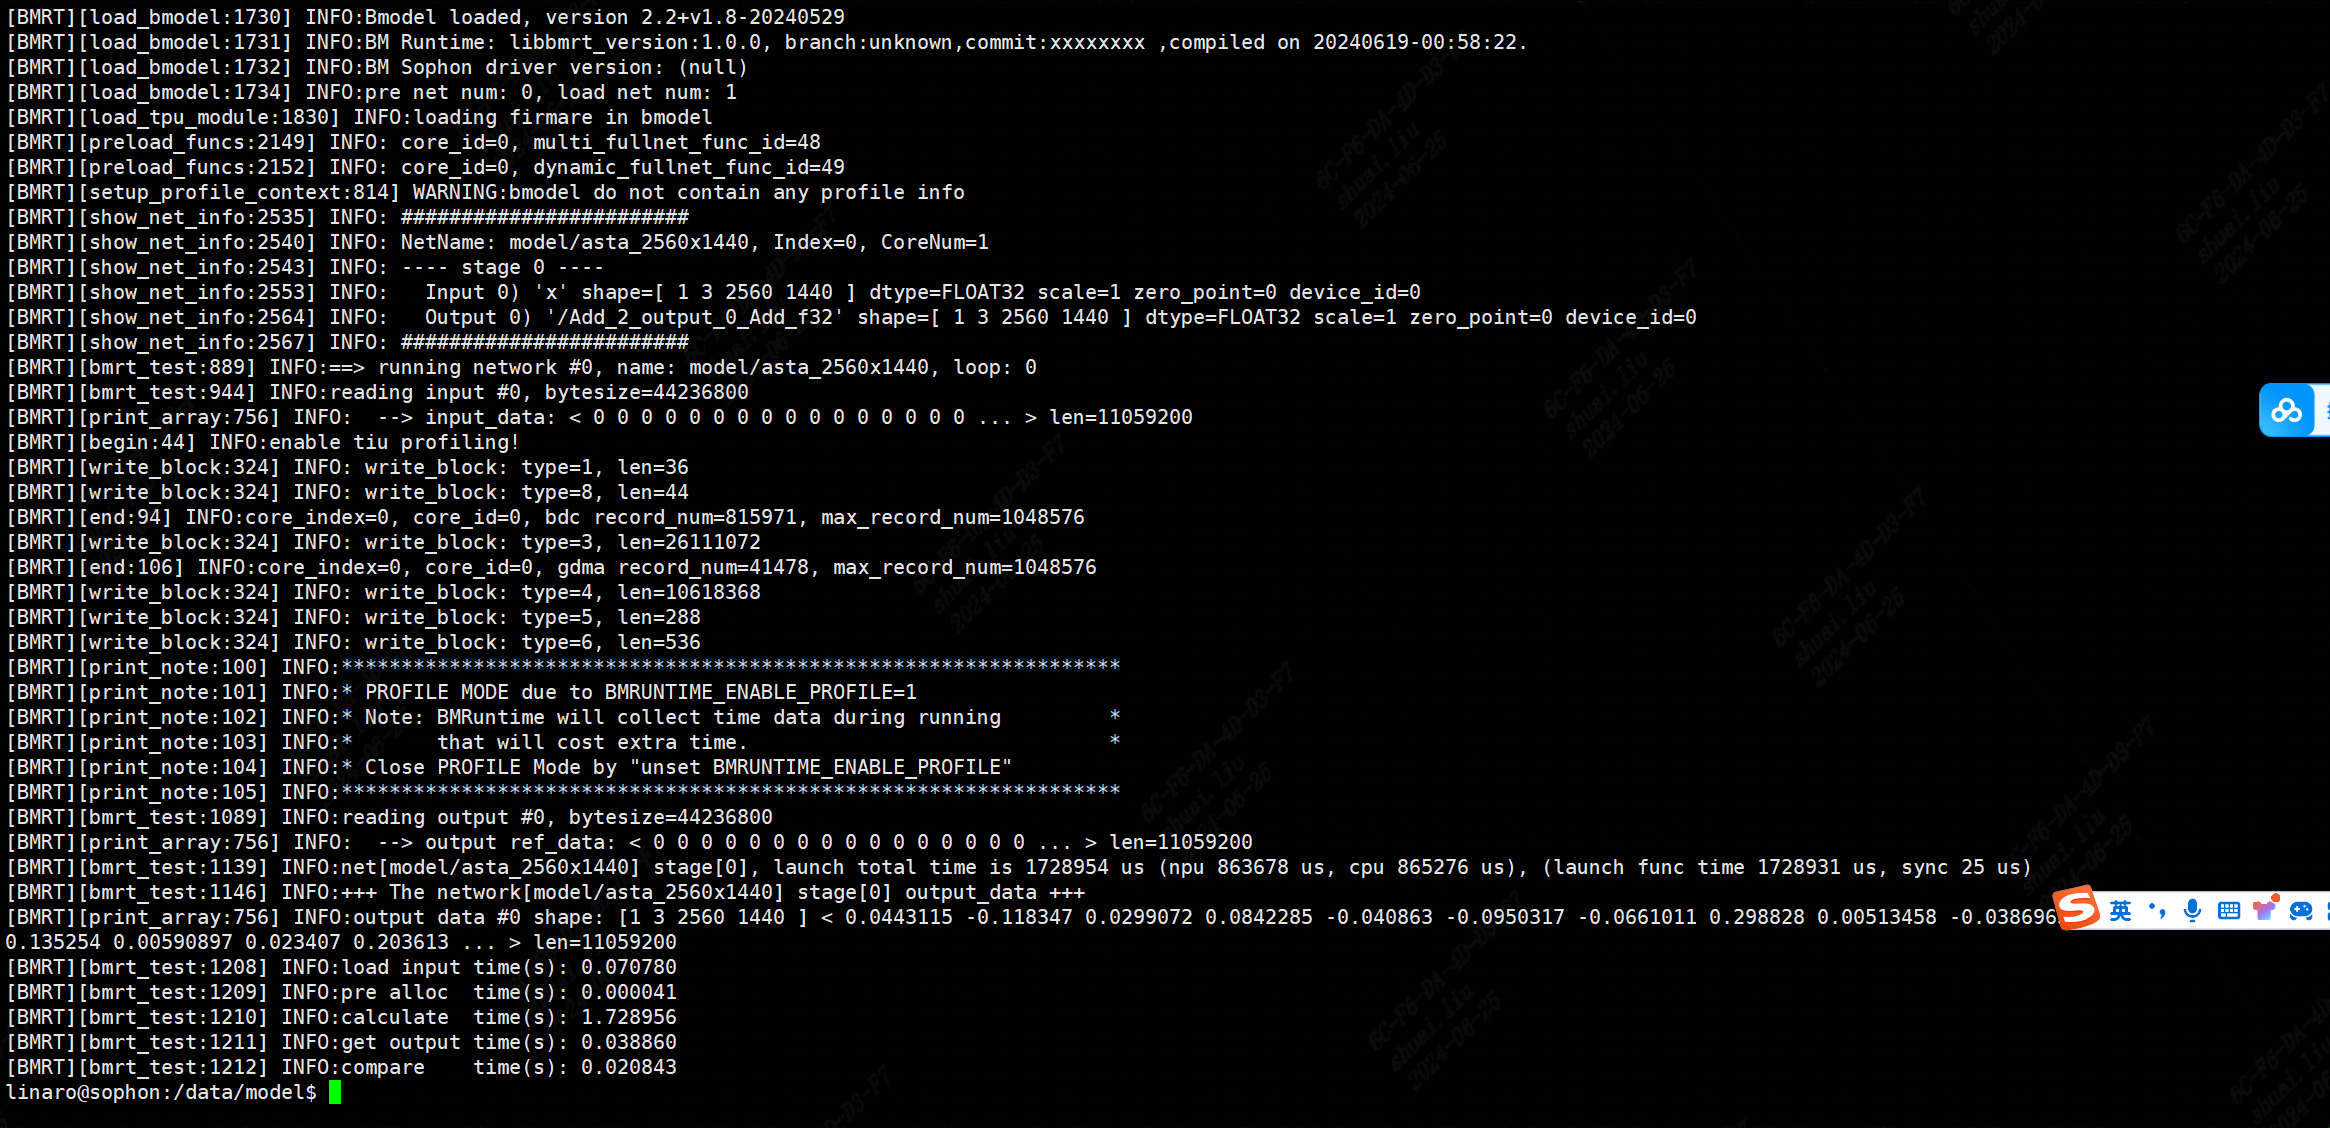 [BMRT][load_bmodel:1730] INFO:Bmodel loaded, version 2.2+v1.8-20240529
[BMRT][load_bmodel:1731] INFO:BM Runtime: libbmrt_version:1.0.0, branch:unknown,commit:xxxxxxxx ,compiled on 20240619-00:58:22.
[BMRT][load_bmodel:1732] INFO:BM Sophon driver version: (null)
[BMRT][load_bmodel:1734] INFO:pre net num: 0, load net num: 1
[BMRT][load_tpu_module:1830] INFO:loading firmare in bmodel
[BMRT][preload_funcs:2149] INFO: core_id=0, multi_fullnet_func_id=48
[BMRT][preload_funcs:2152] INFO: core_id=0, dynamic_fullnet_func_id=49
[BMRT][setup_profile_context:814] WARNING:bmodel do not contain any profile info
[BMRT][show_net_info:2535] INFO: ########################
[BMRT][show_net_info:2540] INFO: NetName: model/asta_2560x1440, Index=0, CoreNum=1
[BMRT][show_net_info:2543] INFO: ---- stage 0 ----
[BMRT][show_net_info:2553] INFO:   Input 0) 'x' shape=[ 1 3 2560 1440 ] dtype=FLOAT32 scale=1 zero_point=0 device_id=0
[BMRT][show_net_info:2564] INFO:   Output 0) '/Add_2_output_0_Add_f32' shape=[ 1 3 2560 1440 ] dtype=FLOAT32 scale=1 zero_point=0 device_id=0
[BMRT][show_net_info:2567] INFO: ########################
[BMRT][bmrt_test:889] INFO:==> running network #0, name: model/asta_2560x1440, loop: 0
[BMRT][bmrt_test:944] INFO:reading input #0, bytesize=44236800
[BMRT][print_array:756] INFO:  --> input_data: < 0 0 0 0 0 0 0 0 0 0 0 0 0 0 0 0 ... > len=11059200
[BMRT][begin:44] INFO:enable tiu profiling!
[BMRT][write_block:324] INFO: write_block: type=1, len=36
[BMRT][write_block:324] INFO: write_block: type=8, len=44
[BMRT][end:94] INFO:core_index=0, core_id=0, bdc record_num=815971, max_record_num=1048576
[BMRT][write_block:324] INFO: write_block: type=3, len=26111072
[BMRT][end:106] INFO:core_index=0, core_id=0, gdma record_num=41478, max_record_num=1048576
[BMRT][write_block:324] INFO: write_block: type=4, len=10618368
[BMRT][write_block:324] INFO: write_block: type=5, len=288
[BMRT][write_block:324] INFO: write_block: type=6, len=536
[BMRT][print_note:100] INFO:*****************************************************************
[BMRT][print_note:101] INFO:* PROFILE MODE due to BMRUNTIME_ENABLE_PROFILE=1
[BMRT][print_note:102] INFO:* Note: BMRuntime will collect time data during running         *
[BMRT][print_note:103] INFO:*       that will cost extra time.                              *
[BMRT][print_note:104] INFO:* Close PROFILE Mode by "unset BMRUNTIME_ENABLE_PROFILE"
[BMRT][print_note:105] INFO:*****************************************************************
[BMRT][bmrt_test:1089] INFO:reading output #0, bytesize=44236800
[BMRT][print_array:756] INFO:  --> output ref_data: < 0 0 0 0 0 0 0 0 0 0 0 0 0 0 0 0 ... > len=11059200
[BMRT][bmrt_test:1139] INFO:net[model/asta_2560x1440] stage[0], launch total time is 1728954 us (npu 863678 us, cpu 865276 us), (launch func time 1728931 us, sync 25 us)
[BMRT][bmrt_test:1146] INFO:+++ The network[model/asta_2560x1440] stage[0] output_data +++
[BMRT][print_array:756] INFO:output data #0 shape: [1 3 2560 1440 ] < 0.0443115 -0.118347 0.0299072 0.0842285 -0.040863 -0.0950317 -0.0661011 0.298828 0.00513458 -0.038696
0.135254 0.00590897 0.023407 0.203613 ... > len=11059200
[BMRT][bmrt_test:1208] INFO:load input time(s): 0.070780
[BMRT][bmrt_test:1209] INFO:pre alloc  time(s): 0.000041
[BMRT][bmrt_test:1210] INFO:calculate  time(s): 1.728956
[BMRT][bmrt_test:1211] INFO:get output time(s): 0.038860
[BMRT][bmrt_test:1212] INFO:compare    time(s): 0.020843
linaro@sophon:/data/model$
英
6C-F6-DA-4D-D3-F7
shuai.liu
2024-06-25